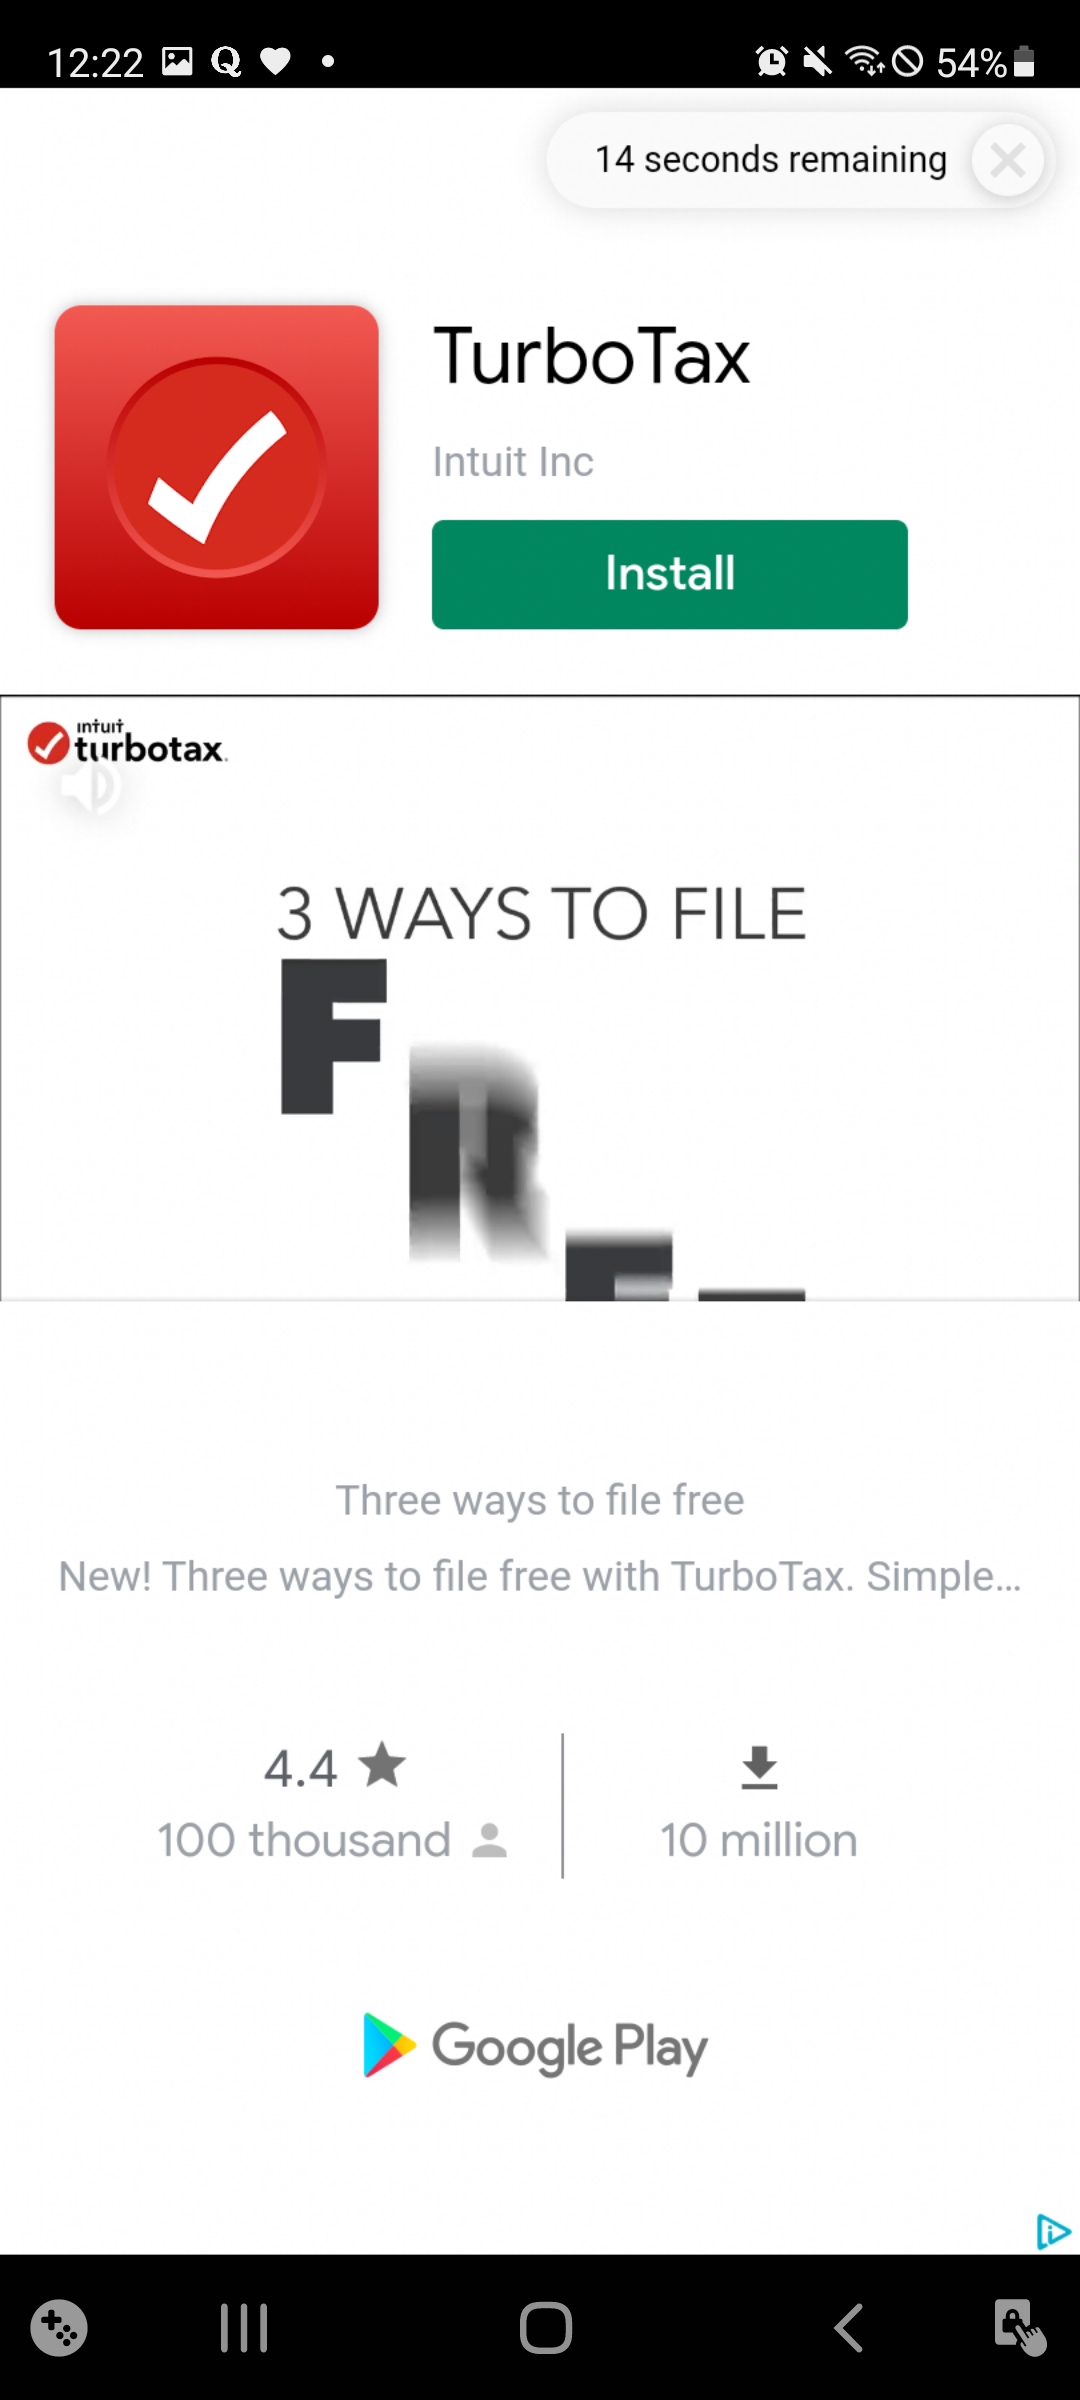 12:22
54%
14 seconds remaining
TurboTax
Intuit Inc
Install
intuit
turbotax.
3 WAYS TO FILE
FREE
Three ways to file free
New! Three ways to file free with TurboTax. Simple...
4.4
100 thousand
10 million
Google Play